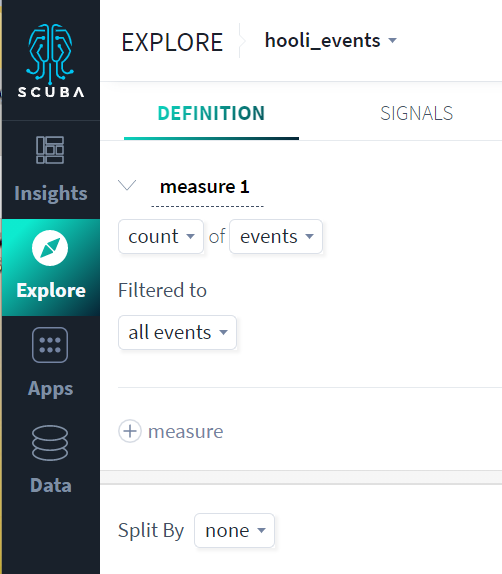 SCUBA
Insights
Explore
Apps
Data
EXPLORE hooli_events
DEFINITION SIGNALS
measure 1
count of events
Filtered to
all events
measure
Split By none